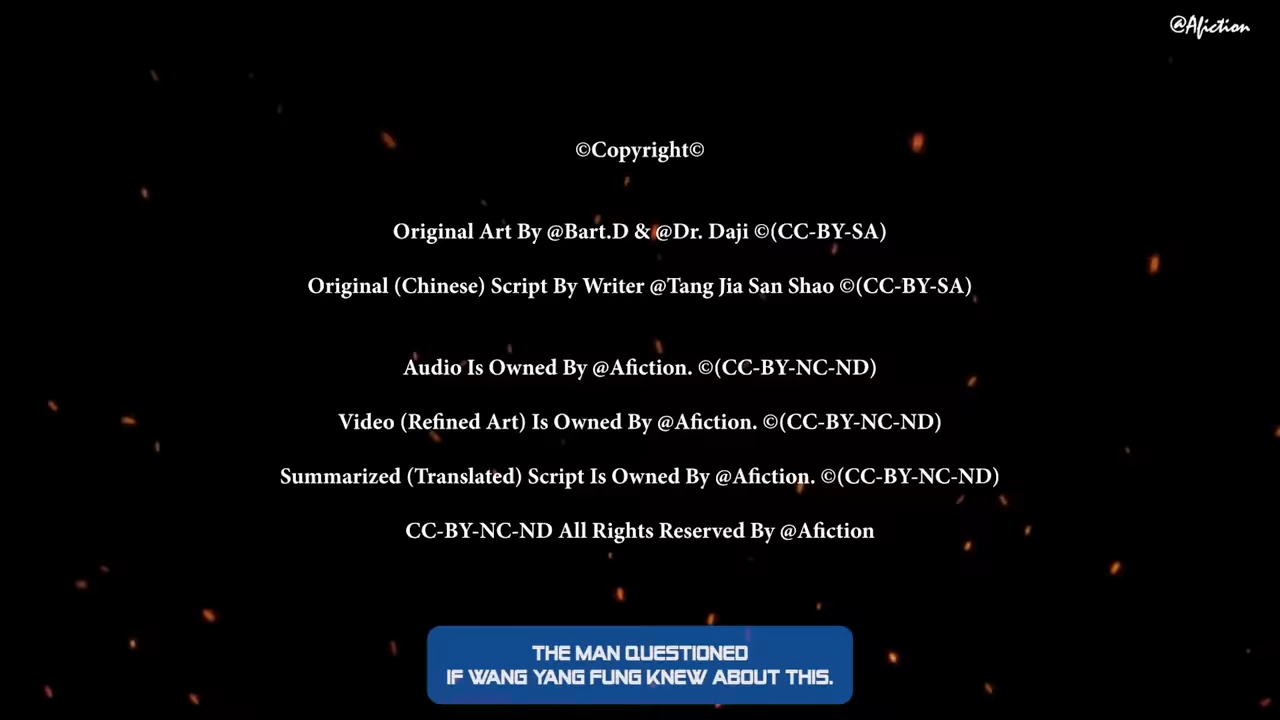 @Afiction
©Copyright©
Original Art By @Bart.D & @Dr. Daji ©(CC-BY-SA)
Original (Chinese) Script By Writer @Tang Jia San Shao ©(CC-BY-SA)
Audio Is Owned By @Afiction. ©(CC-BY-NC-ND)
Video (Refined Art) Is Owned By @Afiction. ©(CC-BY-NC-ND)
Summarized (Translated) Script Is Owned By @Afiction. ©(CC-BY-NC-ND)
CC-BY-NC-ND All Rights Reserved By @Afiction
THE MAN QUESTIONED
IF WANG YANG FUNG KNEW ABOUT THIS.